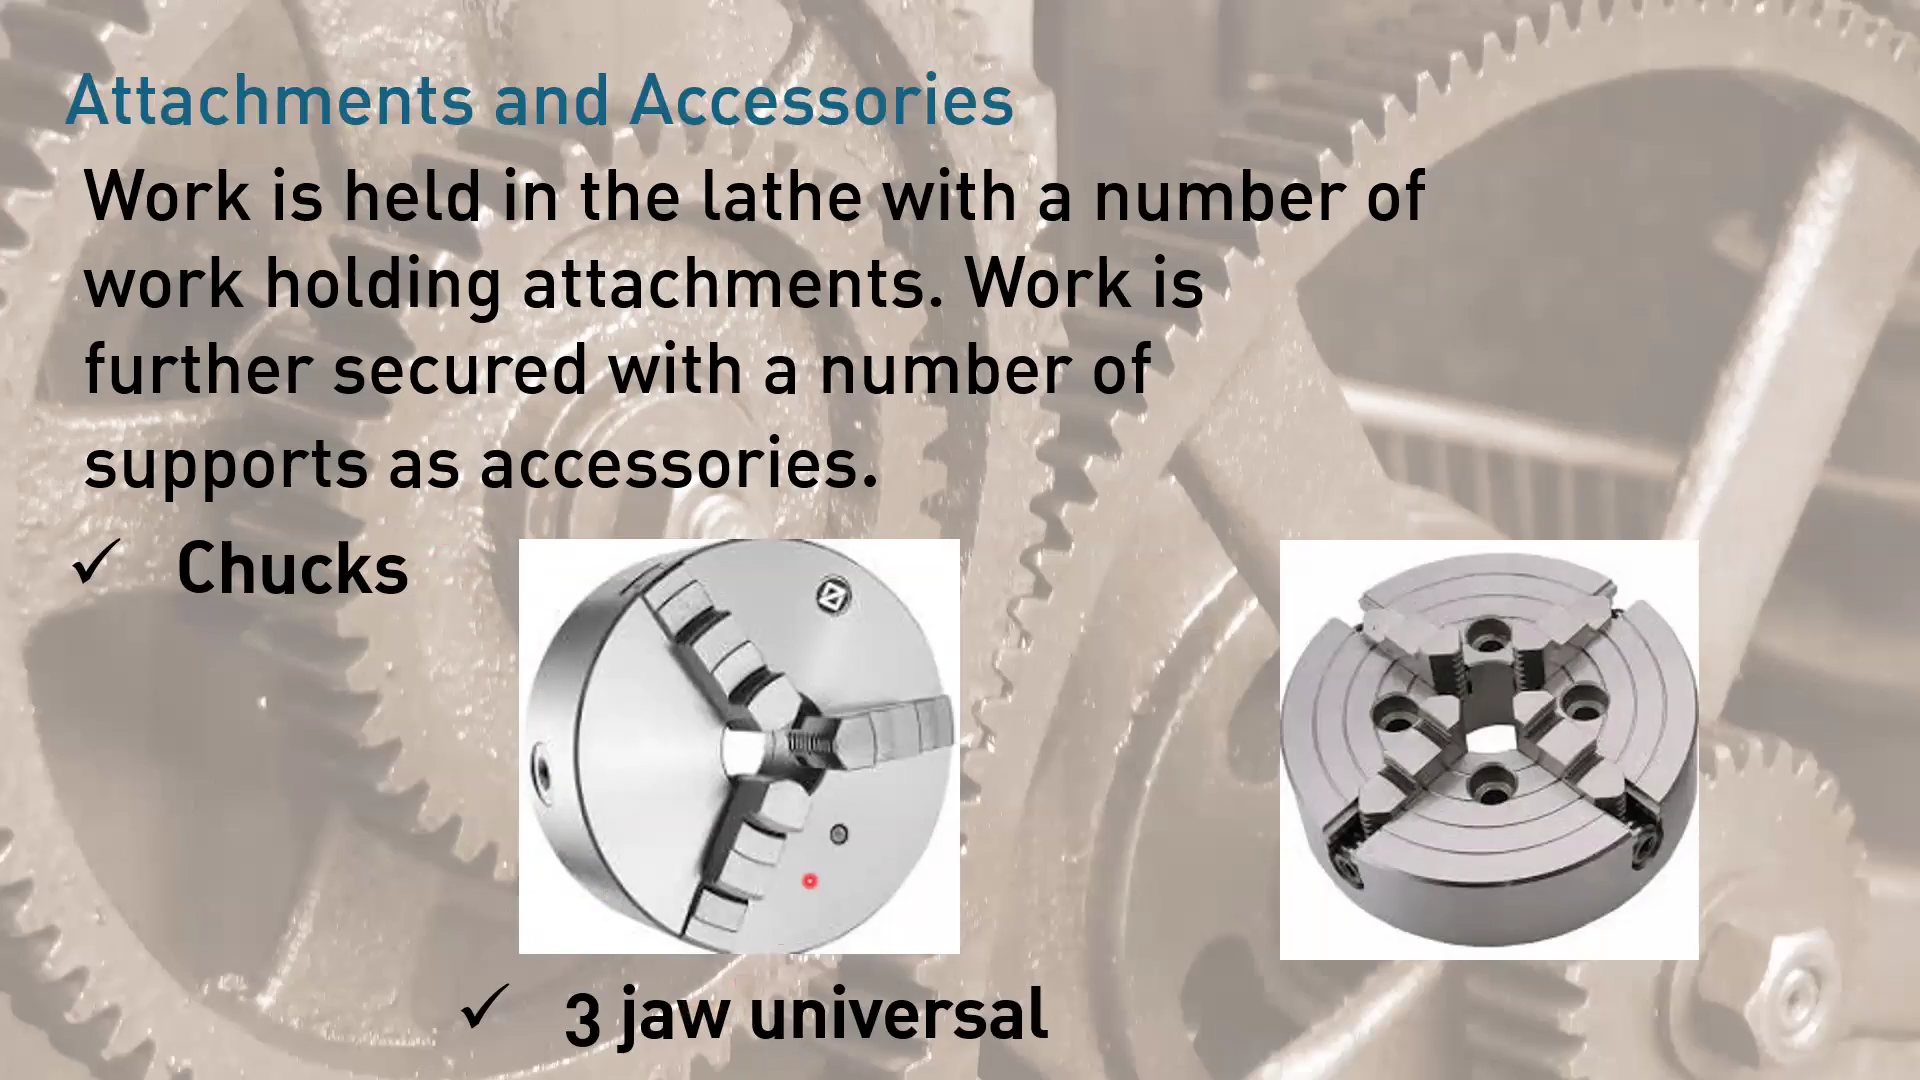 Attachments and Accessories
Work is held in the lathe with a number of
work holding attachments. Work is
further secured with a number of
supports as accessories.
✓ Chucks
✓ 3 jaw universal